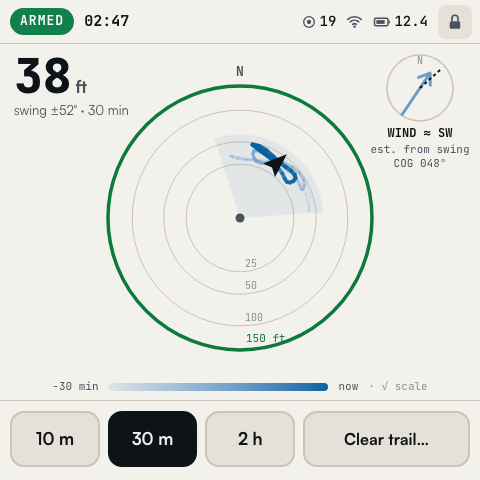 ARMED 02:47 19 12.4
38 ft
swing ±52° · 30 min
N
N
WIND ≈ SW
est. from swing
COG 048°
25
50
100
150 ft
-30 min now · √ scale
10 m 30 m 2 h Clear trail...